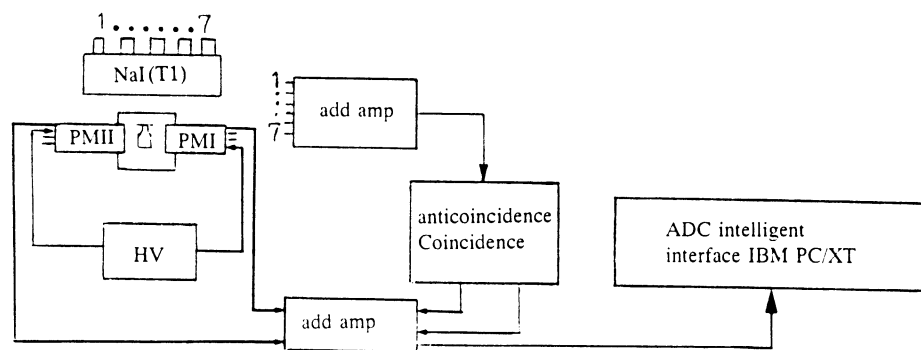 1 . . . . . . 7
NaI(T1)
PMII
PMI
HV
1
7
add amp
anticoincidence
Coincidence
add amp
ADC intelligent
interface IBM PC/XT